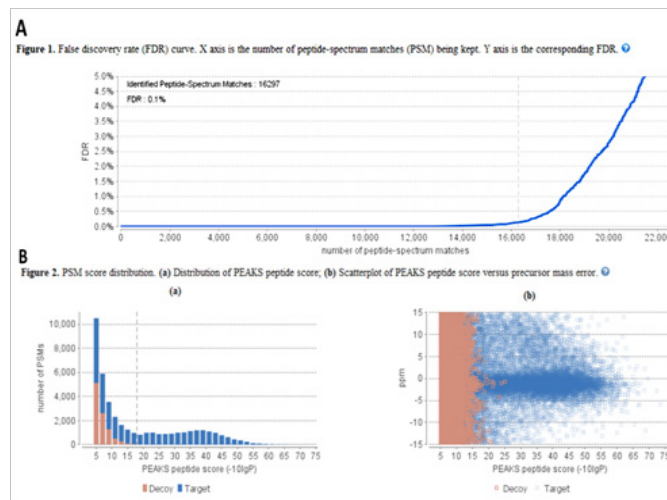 A
Figure 1. False discovery rate (FDR) curve. X axis is the number of peptide-spectrum matches (PSM) being kept. Y axis is the corresponding FDR. ?
5.0%
4.5%
4.0%
3.5%
3.0%
2.5%
2.0%
1.5%
1.0%
0.5%
0.0%
FDR
Identified Peptide-Spectrum Matches : 16297
FDR : 0.1%
0 2,000 4,000 6,000 8,000 10,000 12,000 14,000 16,000 18,000 20,000 22,000
number of peptide-spectrum matches
B
Figure 2. PSM score distribution. (a) Distribution of PEAKS peptide score; (b) Scatterplot of PEAKS peptide score versus precursor mass error. ?
(a)
10,000
8,000
6,000
4,000
2,000
0
number of PSMs
5 10 15 20 25 30 35 40 45 50 55 60 65 70 75
PEAKS peptide score (-10lgP)
Decoy Target
(b)
15
10
5
0
-5
-10
-15
ppm
5 10 15 20 25 30 35 40 45 50 55 60 65 70 75
PEAKS peptide score (-10lgP)
Decoy Target